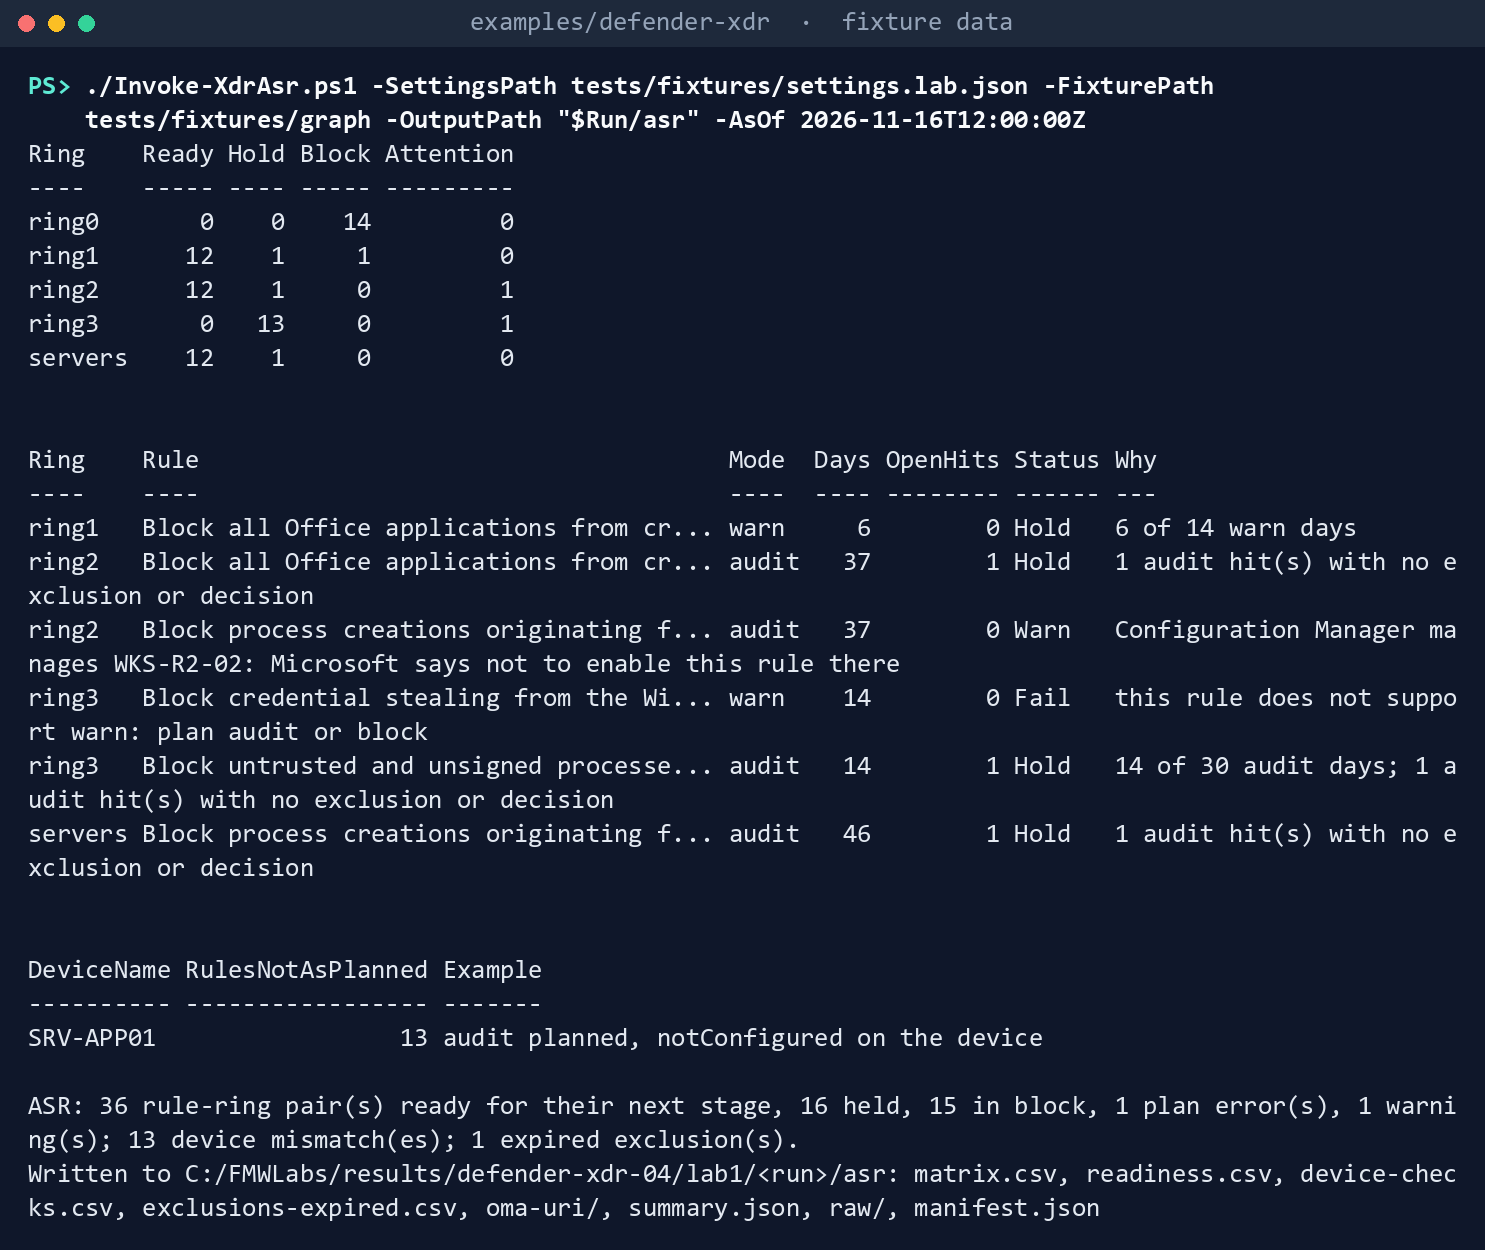 examples/defender-xdr  ·  fixture data
PS> ./Invoke-XdrAsr.ps1 -SettingsPath tests/fixtures/settings.lab.json -FixturePath
    tests/fixtures/graph -OutputPath "$Run/asr" -AsOf 2026-11-16T12:00:00Z
Ring    Ready Hold Block Attention
----    ----- ---- ----- ---------
ring0       0    0    14         0
ring1      12    1     1         0
ring2      12    1     0         1
ring3       0   13     0         1
servers    12    1     0         0
Ring    Rule                                     Mode  Days OpenHits Status Why
----    ----                                     ----  ---- -------- ------ ---
ring1   Block all Office applications from cr... warn     6        0 Hold   6 of 14 warn days
ring2   Block all Office applications from cr... audit   37        1 Hold   1 audit hit(s) with no e
xclusion or decision
ring2   Block process creations originating f... audit   37        0 Warn   Configuration Manager ma
nages WKS-R2-02: Microsoft says not to enable this rule there
ring3   Block credential stealing from the Wi... warn    14        0 Fail   this rule does not suppo
rt warn: plan audit or block
ring3   Block untrusted and unsigned processe... audit   14        1 Hold   14 of 30 audit days; 1 a
udit hit(s) with no exclusion or decision
servers Block process creations originating f... audit   46        1 Hold   1 audit hit(s) with no e
xclusion or decision
DeviceName RulesNotAsPlanned Example
---------- ----------------- -------
SRV-APP01                 13 audit planned, notConfigured on the device
ASR: 36 rule-ring pair(s) ready for their next stage, 16 held, 15 in block, 1 plan error(s), 1 warni
ng(s); 13 device mismatch(es); 1 expired exclusion(s).
Written to C:/FMWLabs/results/defender-xdr-04/lab1/<run>/asr: matrix.csv, readiness.csv, device-chec
ks.csv, exclusions-expired.csv, oma-uri/, summary.json, raw/, manifest.json